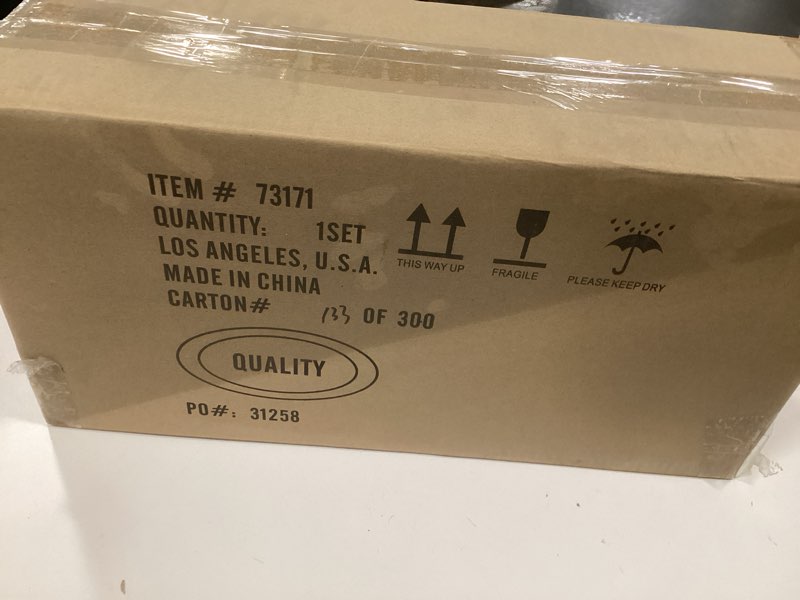 ITEM # 73171
QUANTITY: 1SET
LOS ANGELES, U.S.A.
MADE IN CHINA
CARTON# 133 OF 300
QUALITY
PO#: 31258
THIS WAY UP
FRAGILE
PLEASE KEEP DRY